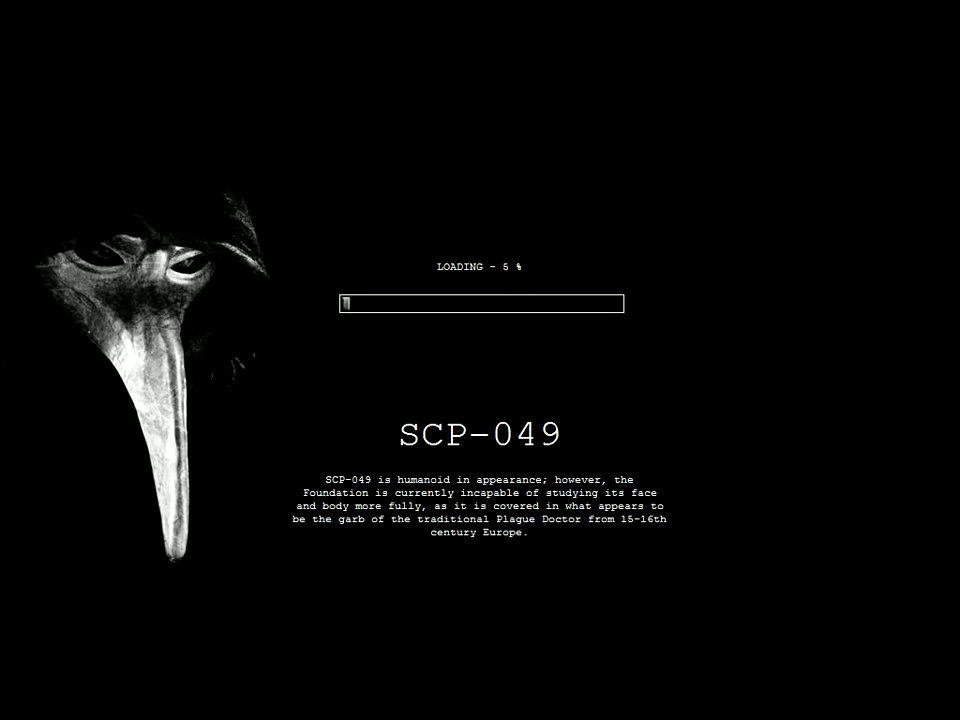 LOADING - 5 %
SCP-049
SCP-049 is humanoid in appearance; however, the
Foundation is currently incapable of studying its face
and body more fully, as it is covered in what appears to
be the garb of the traditional Plague Doctor from 15-16th
century Europe.